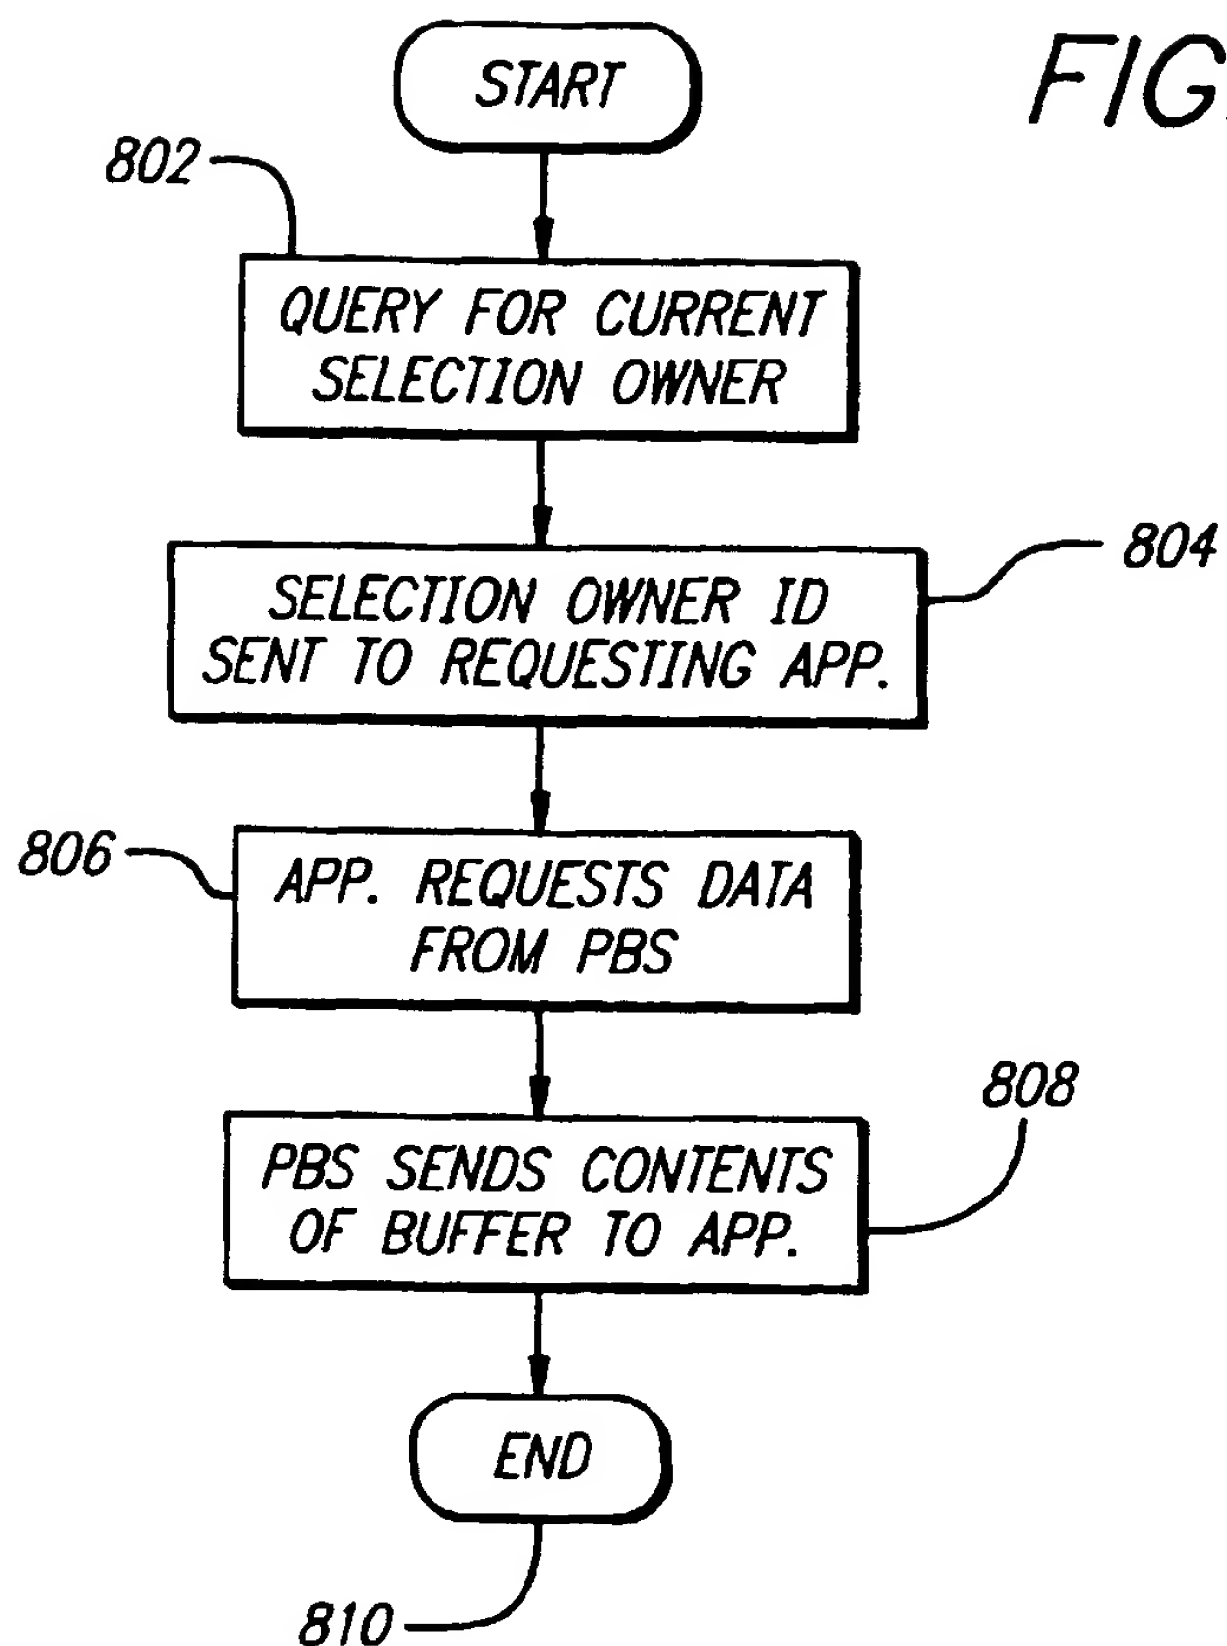 START
FIG.
802
QUERY FOR CURRENT
SELECTION OWNER
804
SELECTION OWNER ID
SENT TO REQUESTING APP.
806
APP. REQUESTS DATA
FROM PBS
808
PBS SENDS CONTENTS
OF BUFFER TO APP.
END
810